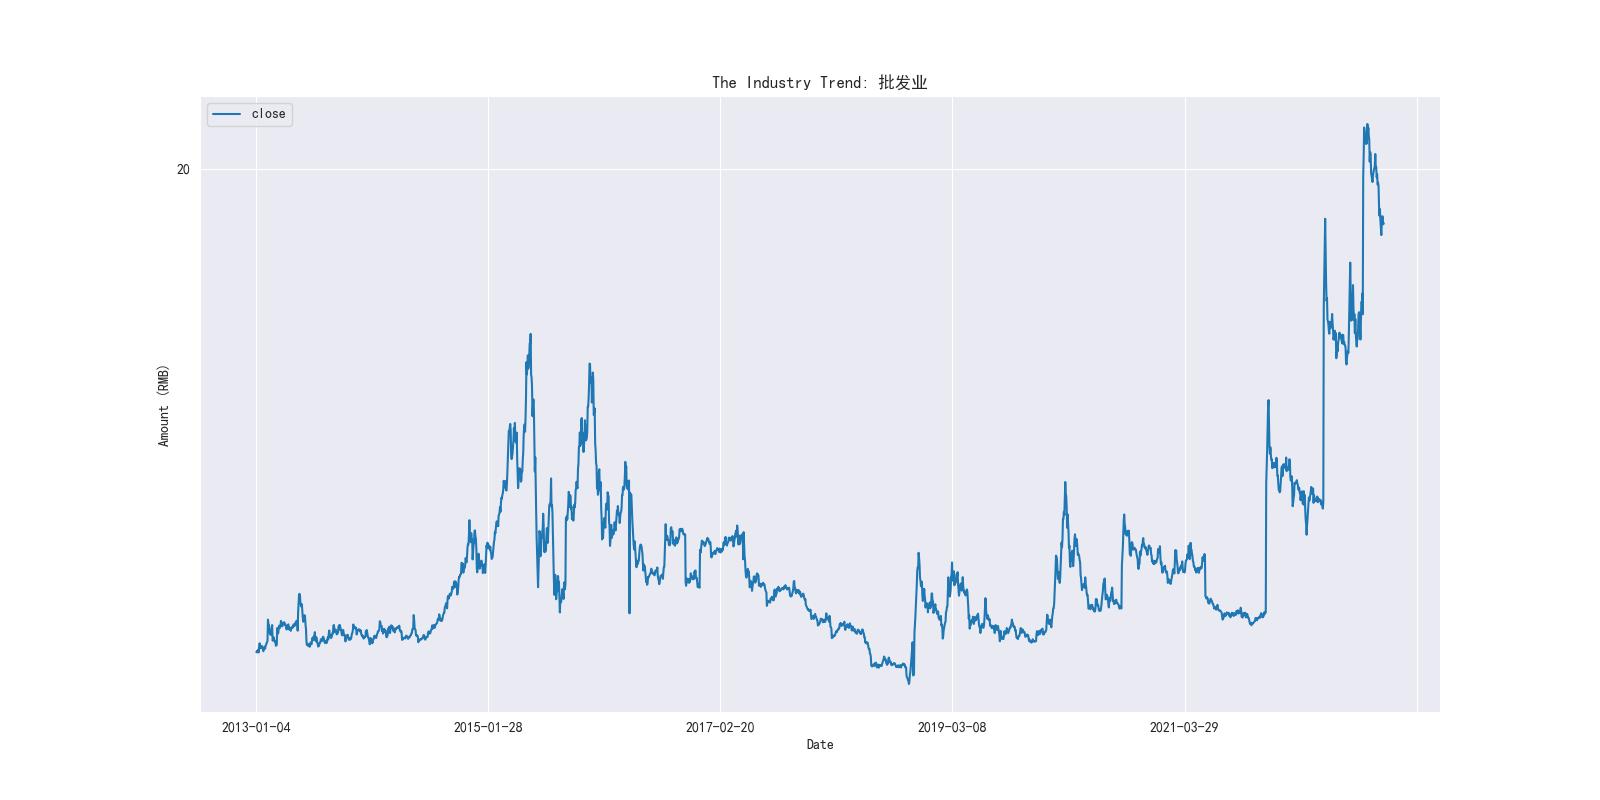 The Industry Trend: 批发业
close
20
Amount (RMB)
2013-01-04
2015-01-28
2017-02-20
2019-03-08
2021-03-29
Date